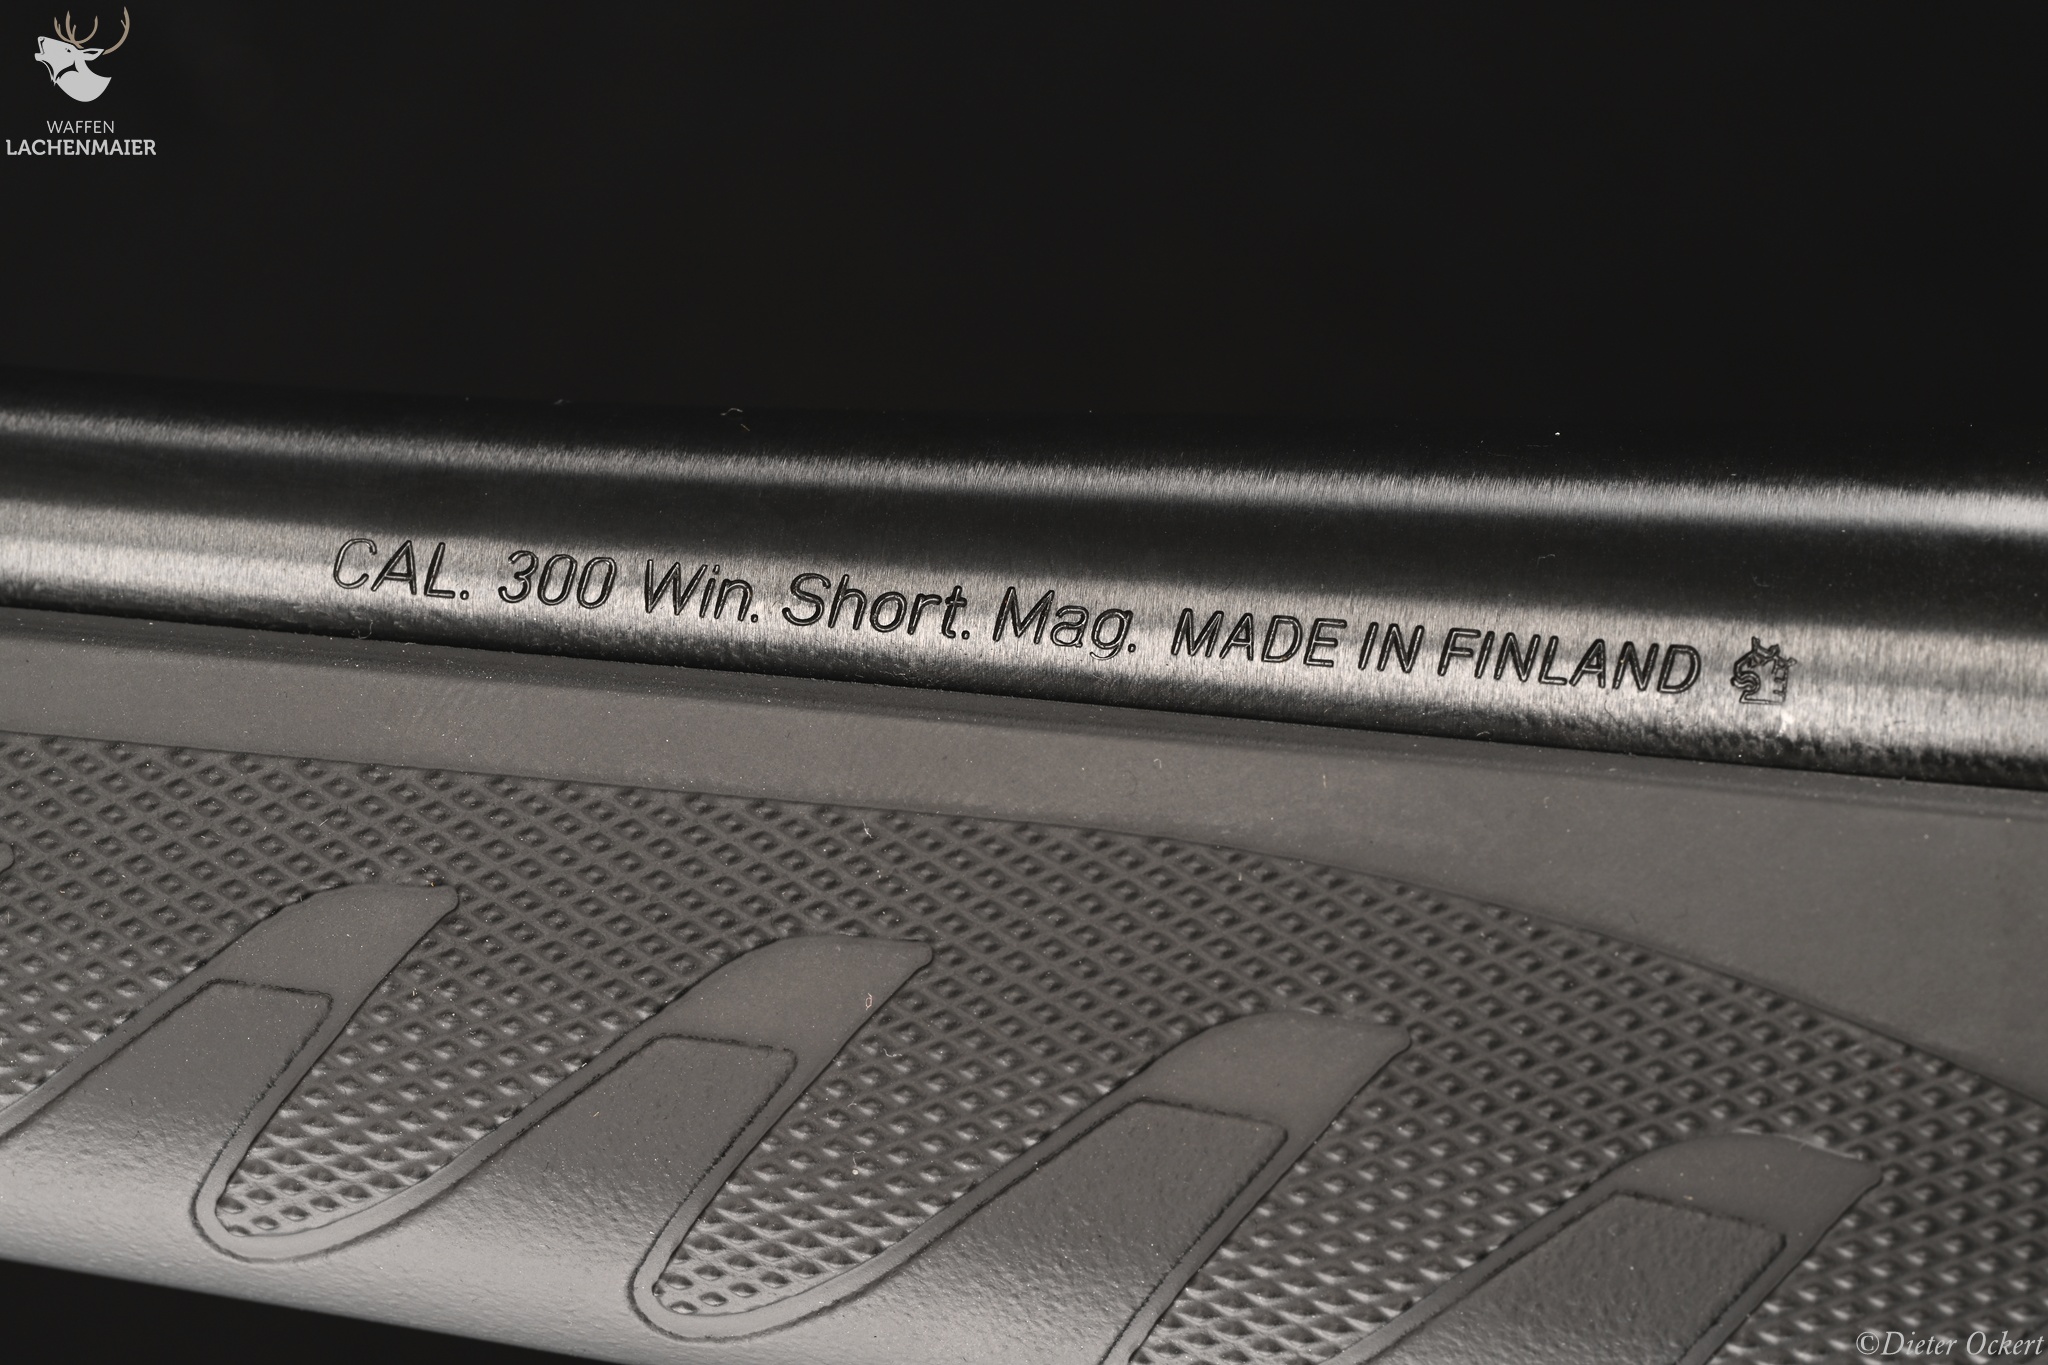 WAFFEN
LACHENMAIER
CAL. 300 Win. Short. Mag. MADE IN FINLAND
©Dieter Ockert